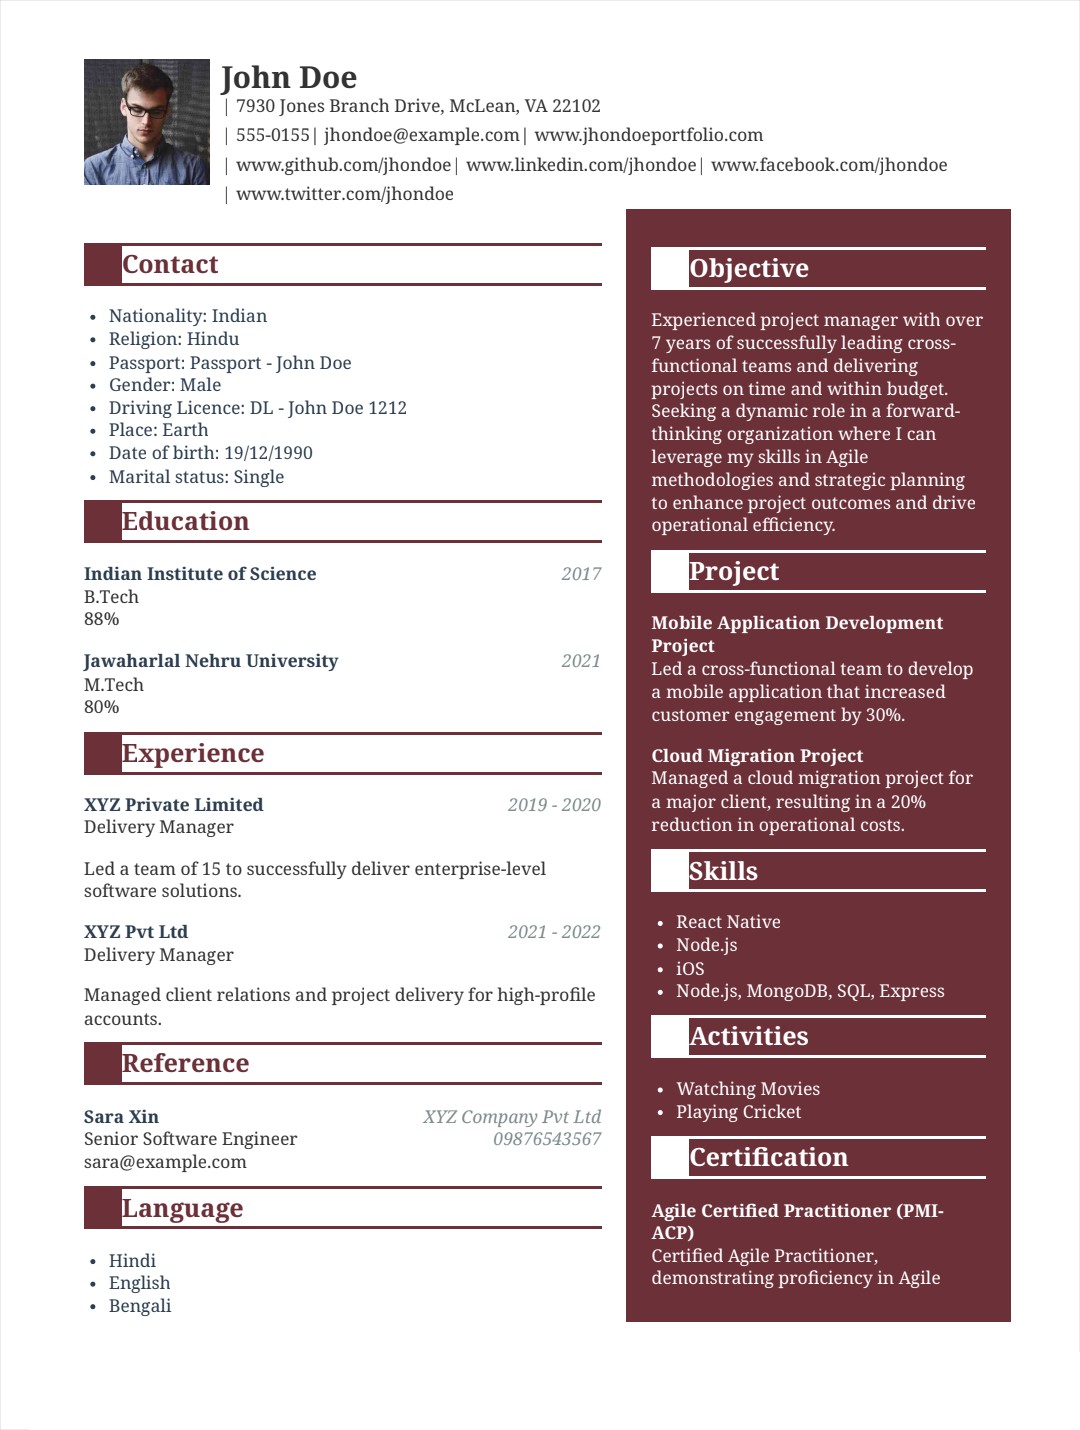 John Doe
| 7930 Jones Branch Drive, McLean, VA 22102
| 555-0155| jhondoe@example.com| www.jhondoeportfolio.com
| www.github.com/jhondoe| www.linkedin.com/jhondoe| www.facebook.com/jhondoe
| www.twitter.com/jhondoe
Contact
• Nationality: Indian
• Religion: Hindu
• Passport: Passport - John Doe
• Gender: Male
• Driving Licence: DL - John Doe 1212
• Place: Earth
• Date of birth: 19/12/1990
• Marital status: Single
Education
Indian Institute of Science 2017
B.Tech
88%
Jawaharlal Nehru University 2021
M.Tech
80%
Experience
XYZ Private Limited 2019 - 2020
Delivery Manager
Led a team of 15 to successfully deliver enterprise-level
software solutions.
XYZ Pvt Ltd 2021 - 2022
Delivery Manager
Managed client relations and project delivery for high-profile
accounts.
Reference
Sara Xin XYZ Company Pvt Ltd
Senior Software Engineer 09876543567
sara@example.com
Language
• Hindi
• English
• Bengali
Objective
Experienced project manager with over
7 years of successfully leading cross-
functional teams and delivering
projects on time and within budget.
Seeking a dynamic role in a forward-
thinking organization where I can
leverage my skills in Agile
methodologies and strategic planning
to enhance project outcomes and drive
operational efficiency.
Project
Mobile Application Development
Project
Led a cross-functional team to develop
a mobile application that increased
customer engagement by 30%.
Cloud Migration Project
Managed a cloud migration project for
a major client, resulting in a 20%
reduction in operational costs.
Skills
• React Native
• Node.js
• iOS
• Node.js, MongoDB, SQL, Express
Activities
• Watching Movies
• Playing Cricket
Certification
Agile Certified Practitioner (PMI-
ACP)
Certified Agile Practitioner,
demonstrating proficiency in Agile